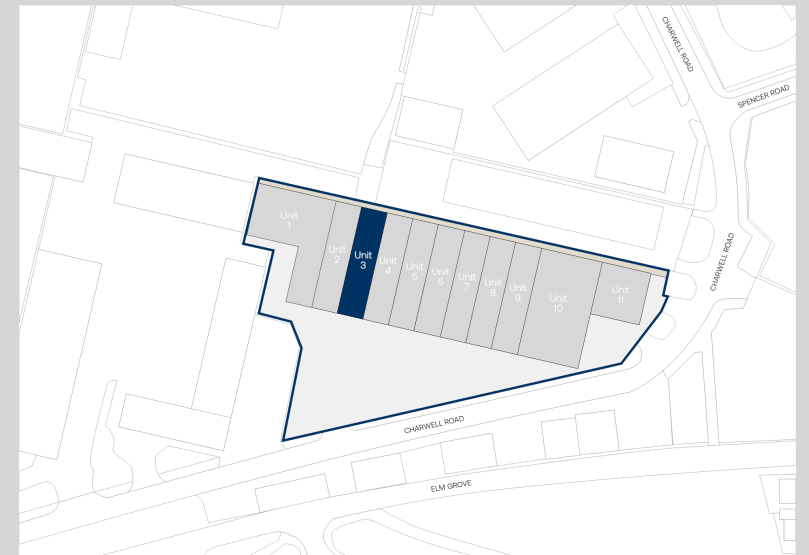 CHARWELL ROAD
SPENCER ROAD
Unit
1
Unit
2
Unit
3
Unit
4
Unit
5
Unit
6
Unit
7
Unit
8
Unit
9
Unit
10
Unit
11
CHARWELL ROAD
CHARWELL ROAD
ELM GROVE